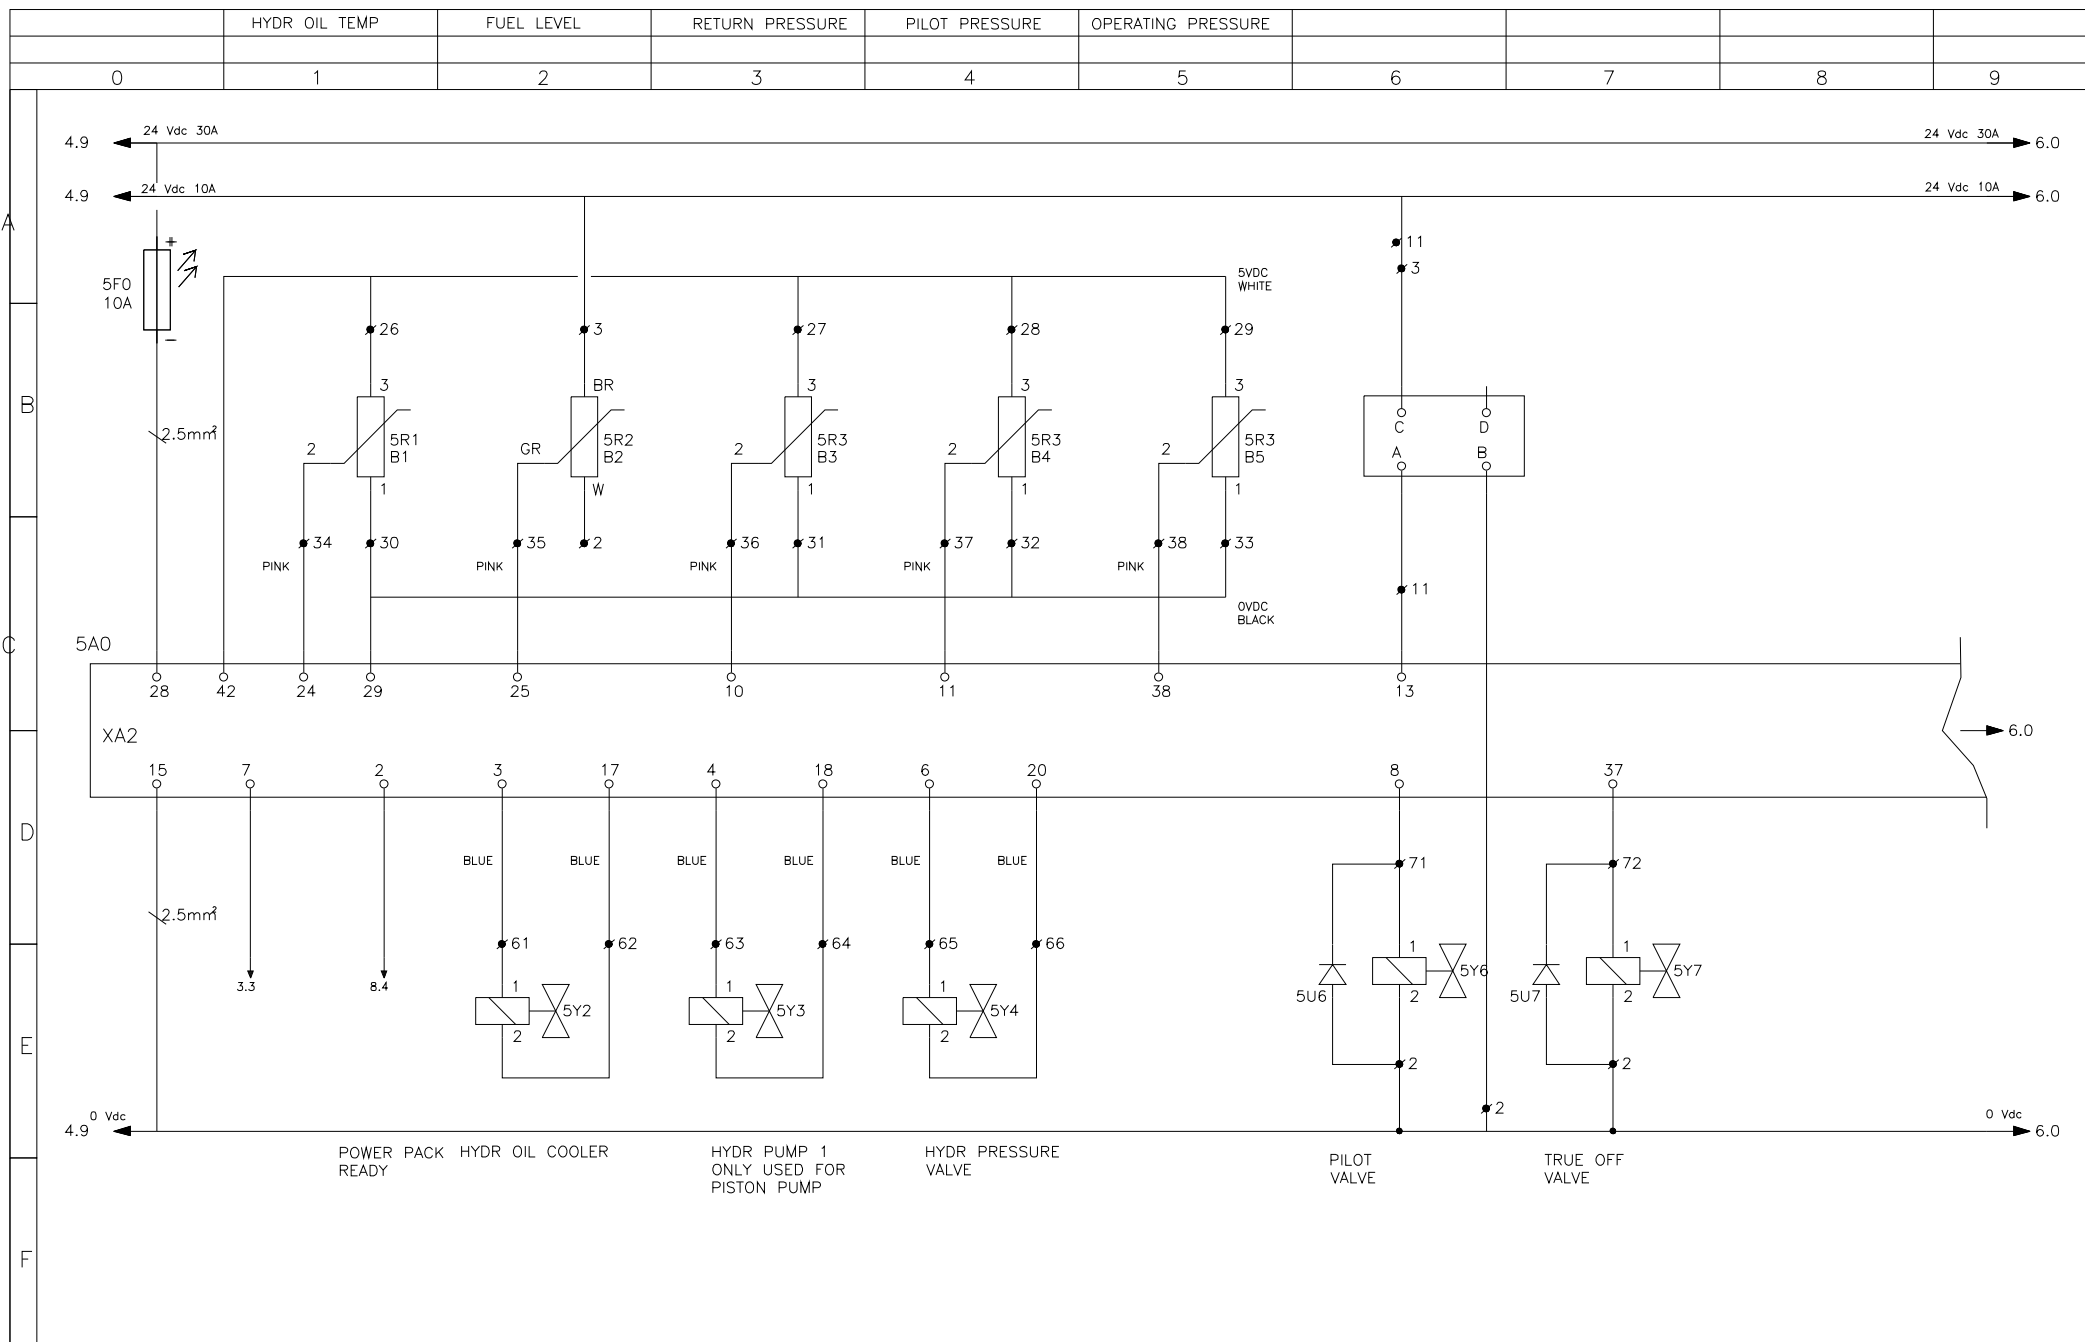 HYDR OIL TEMP FUEL LEVEL RETURN PRESSURE PILOT PRESSURE OPERATING PRESSURE
0 1 2 3 4 5 6 7 8 9
24 Vdc 30A 24 Vdc 30A
4.9 6.0
24 Vdc 10A 24 Vdc 10A
4.9 6.0
A
+ 11
3
5F0 5VDC
10A WHITE
26 3 27 28 29
-
3 BR 3 3 3
B
2.5mm² C D
2 5R1 GR 5R2 2 5R3 2 5R3 2 5R3
B1 B2 B3 B4 B5 A B
1 W 1 1 1
34 30 35 2 36 31 37 32 38 33
PINK PINK PINK PINK PINK
11
0VDC
BLACK
C 5A0
28 42 24 29 25 10 11 38 13
XA2 6.0
15 7 2 3 17 4 18 6 20 8 37
D
BLUE BLUE BLUE BLUE BLUE BLUE 71 72
2.5mm²
61 62 63 64 65 66 1 1
5Y6 5Y7
3.3 8.4 1 1 1 5U6 2 5U7 2
5Y2 5Y3 5Y4
2 2 2
E
2 2
2
0 Vdc 0 Vdc
4.9 6.0
POWER PACK HYDR OIL COOLER HYDR PUMP 1 HYDR PRESSURE PILOT TRUE OFF
READY ONLY USED FOR VALVE VALVE VALVE
PISTON PUMP
F